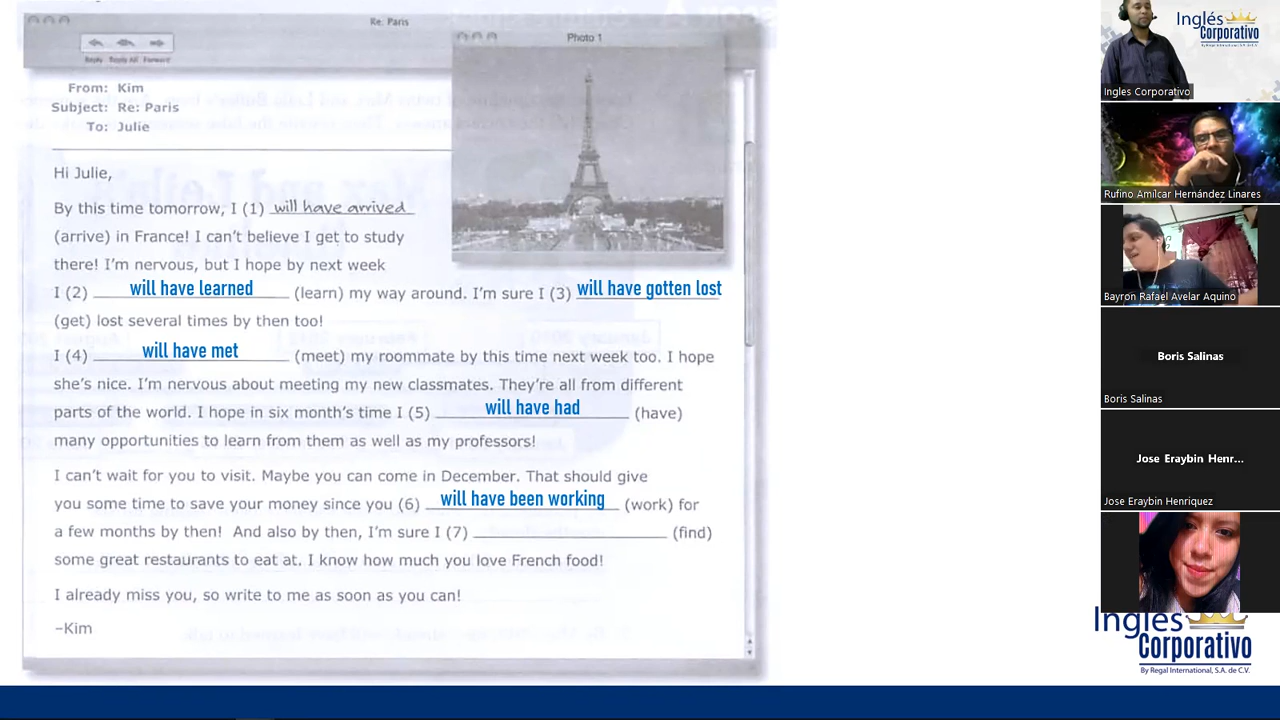 Re: Paris
Reply Reply All Forward
Photo 1
From: Kim
Subject: Re: Paris
To: Julie
Hi Julie,
By this time tomorrow, I (1) will have arrived
(arrive) in France! I can't believe I get to study
there! I'm nervous, but I hope by next week
I (2) will have learned (learn) my way around. I'm sure I (3) will have gotten lost
(get) lost several times by then too!
I (4) will have met (meet) my roommate by this time next week too. I hope
she's nice. I'm nervous about meeting my new classmates. They're all from different
parts of the world. I hope in six month's time I (5) will have had (have)
many opportunities to learn from them as well as my professors!
I can't wait for you to visit. Maybe you can come in December. That should give
you some time to save your money since you (6) will have been working (work) for
a few months by then! And also by then, I'm sure I (7) (find)
some great restaurants to eat at. I know how much you love French food!
I already miss you, so write to me as soon as you can!
–Kim
Inglés
Corporativo
By Regal International, S.A. de C.V.
Ingles Corporativo
Rufino Amilcar Hernández Linares
Bayron Rafael Avelar Aquino
Boris Salinas
Boris Salinas
Jose Eraybin Henr...
Jose Eraybin Henriquez
Inglés
Corporativo
By Regal International, S.A. de C.V.